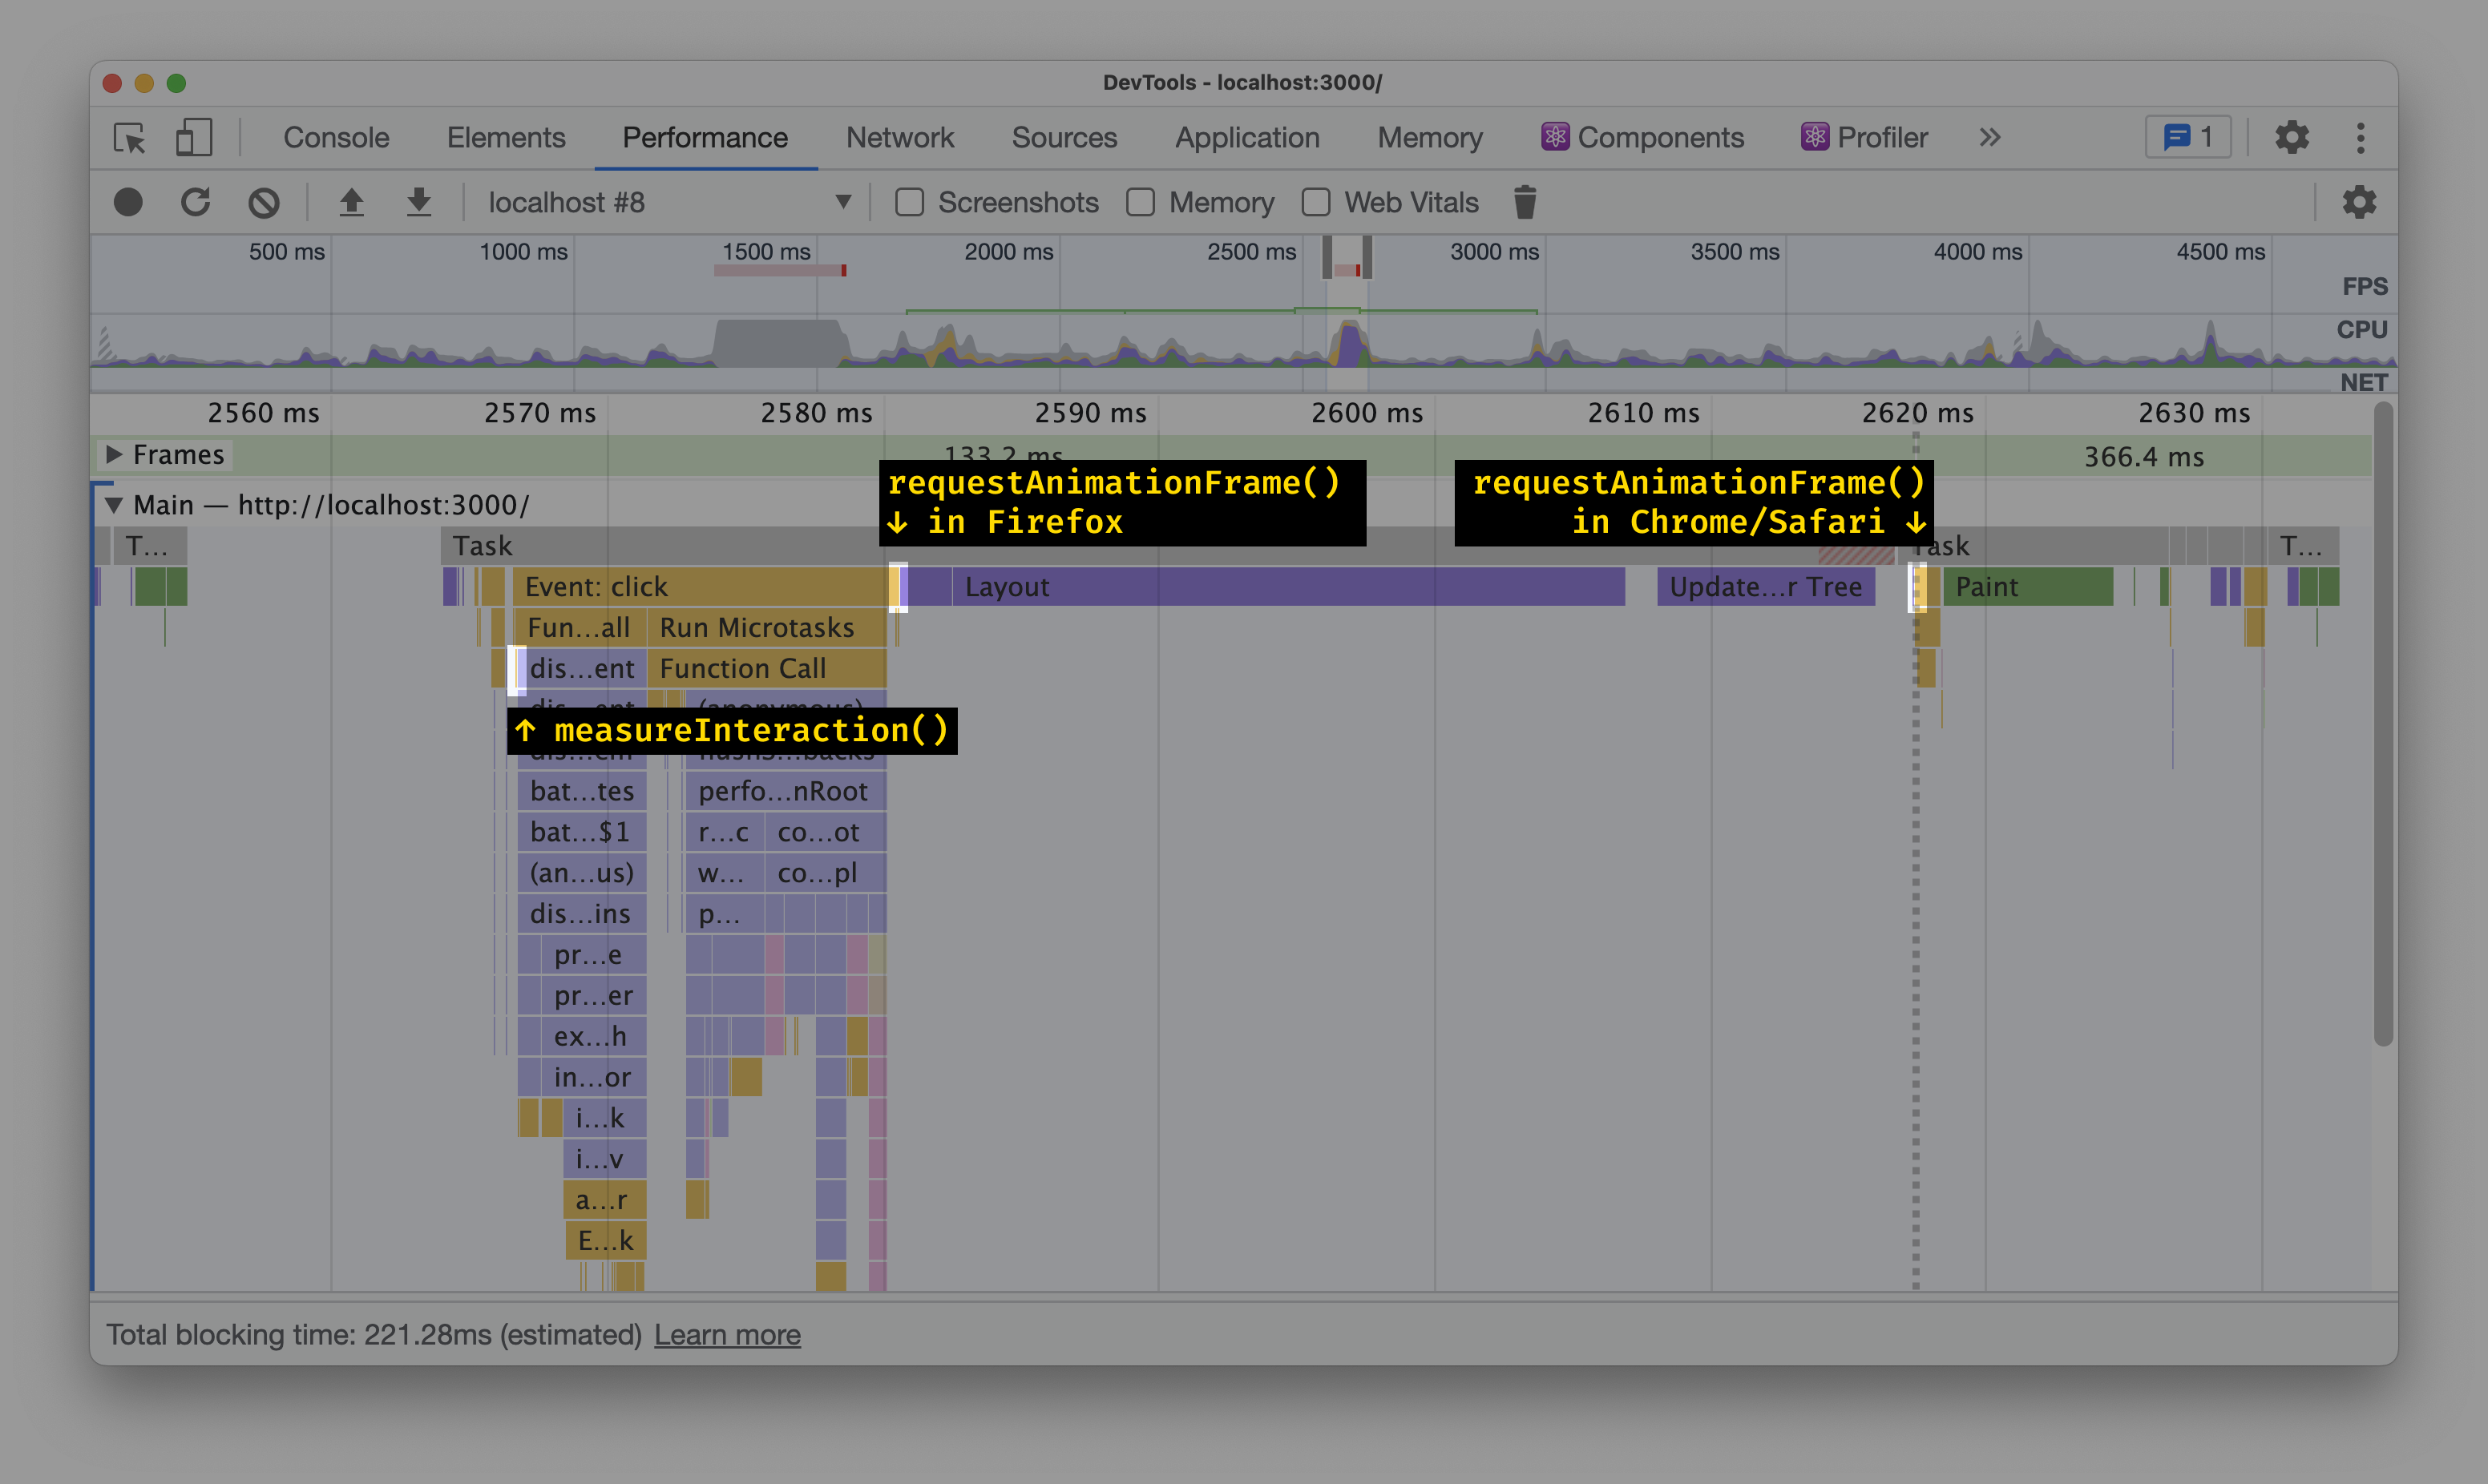 DevTools - localhost:3000/
Console Elements Performance Network Sources Application Memory Components Profiler 1
localhost #8 Screenshots Memory Web Vitals
500 ms 1000 ms 1500 ms 2000 ms 2500 ms 3000 ms 3500 ms 4000 ms 4500 ms
FPS
CPU
NET
2560 ms 2570 ms 2580 ms 2590 ms 2600 ms 2610 ms 2620 ms 2630 ms
Frames 133.2 ms 366.4 ms
requestAnimationFrame()
↓ in Firefox
requestAnimationFrame()
in Chrome/Safari ↓
Main — http://localhost:3000/
T... Task Task T...
Event: click Layout Update...r Tree Paint
Fun...all Run Microtasks
dis...ent Function Call
dis...ent (anonymous)
↑ measureInteraction()
bat...tes perfo...nRoot
bat...$1 r...c co...ot
(an...us) w... co...pl
dis...ins p...
pr...e
pr...er
ex...h
in...or
i...k
i...v
a...r
E...k
Total blocking time: 221.28ms (estimated) Learn more